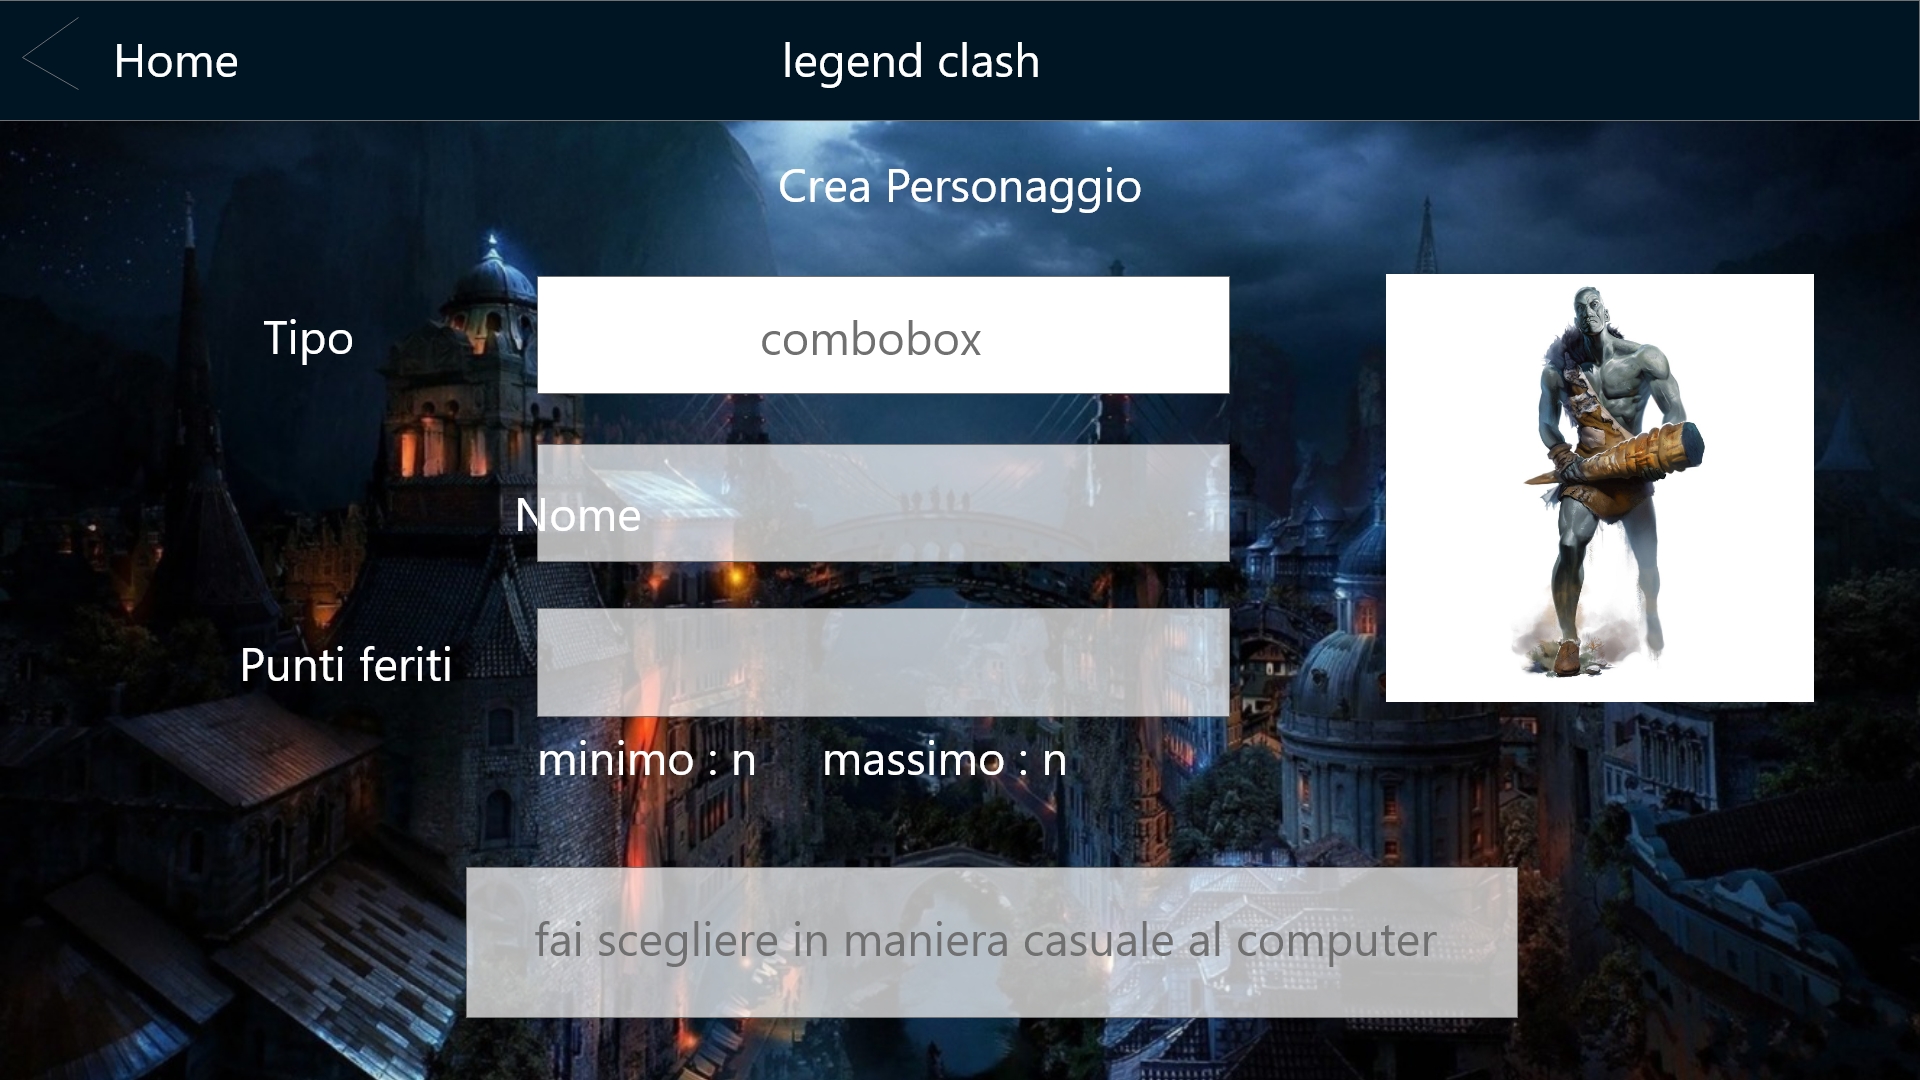 Home
legend clash
Crea Personaggio
Tipo
combobox
Nome
Punti feriti
minimo : n
massimo : n
fai scegliere in maniera casuale al computer